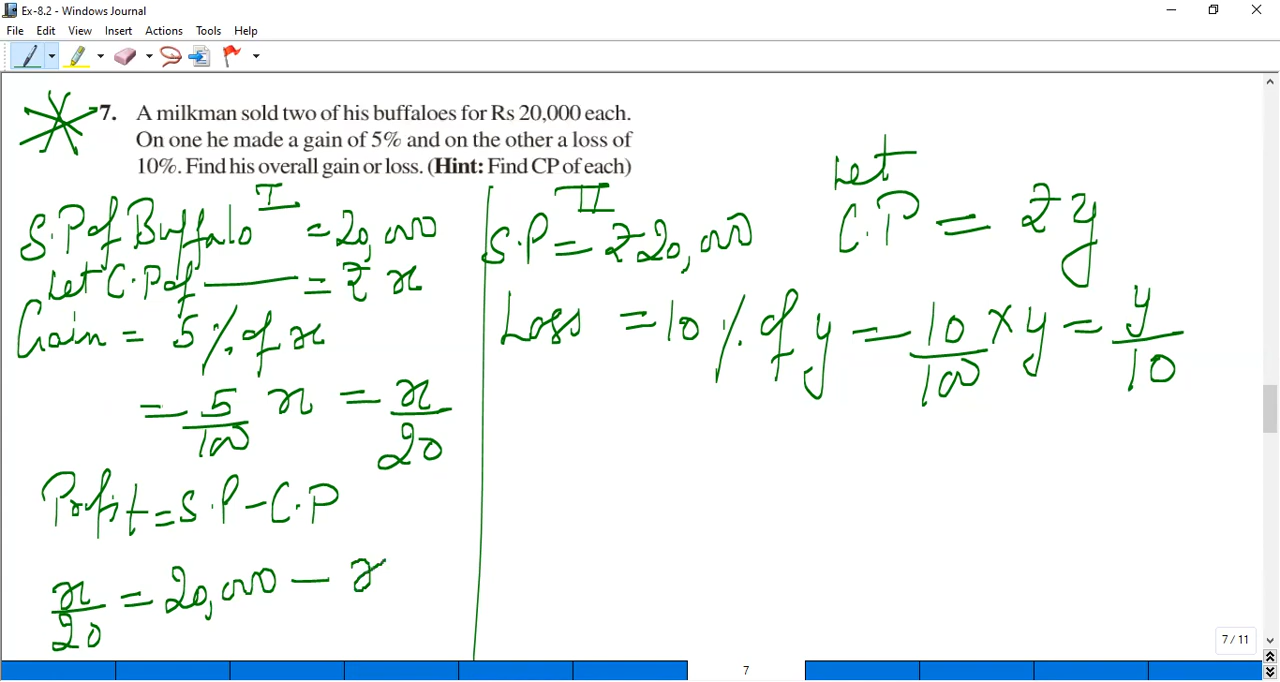 Ex-8.2 - Windows Journal
File Edit View Insert Actions Tools Help
7. A milkman sold two of his buffaloes for Rs 20,000 each.
On one he made a gain of 5% and on the other a loss of
10%. Find his overall gain or loss. (Hint: Find CP of each)
S.P of Buffalo I = 20,000
Let C.P of —— = ₹ x
Gain = 5 % of x
= 5/100 x = x/20
Profit = S.P - C.P
x/20 = 20,000 - x
II
S.P = ₹ 20,000
Let
C.P = ₹ y
Loss = 10 % of y = 10/100 × y = y/10
7 / 11
7